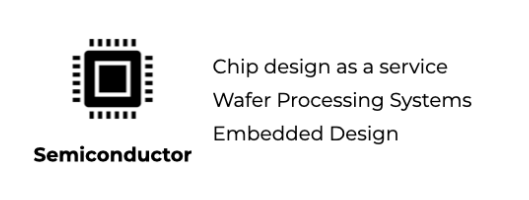 Chip design as a service
Wafer Processing Systems
Embedded Design
Semiconductor